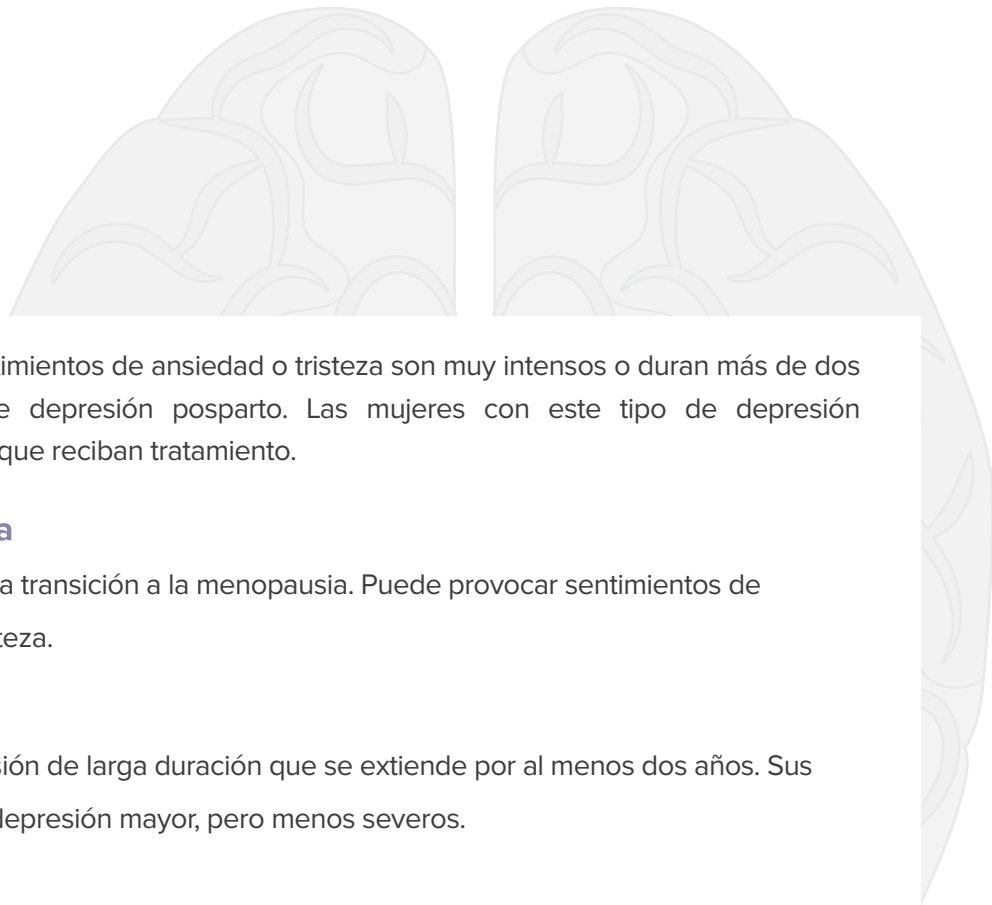 timientos de ansiedad o tristeza son muy intensos o duran más de dos
e depresión posparto. Las mujeres con este tipo de depresión
que reciban tratamiento.
a
a transición a la menopausia. Puede provocar sentimientos de
teza.
sión de larga duración que se extiende por al menos dos años. Sus
depresión mayor, pero menos severos.